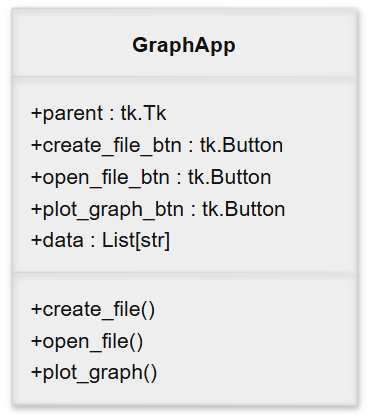 GraphApp
+parent : tk.Tk
+create_file_btn : tk.Button
+open_file_btn : tk.Button
+plot_graph_btn : tk.Button
+data : List[str]
+create_file()
+open_file()
+plot_graph()